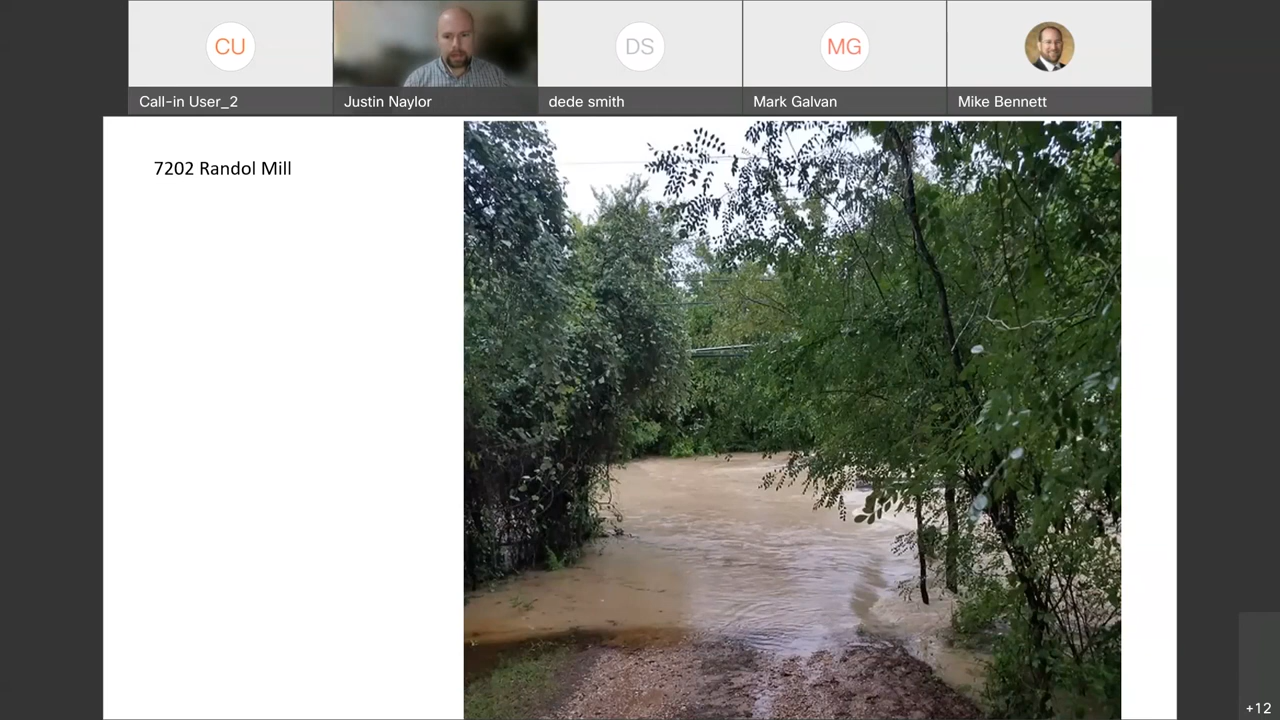 CU
DS
MG
Call-in User_2
Justin Naylor
dede smith
Mark Galvan
Mike Bennett
7202 Randol Mill
+12